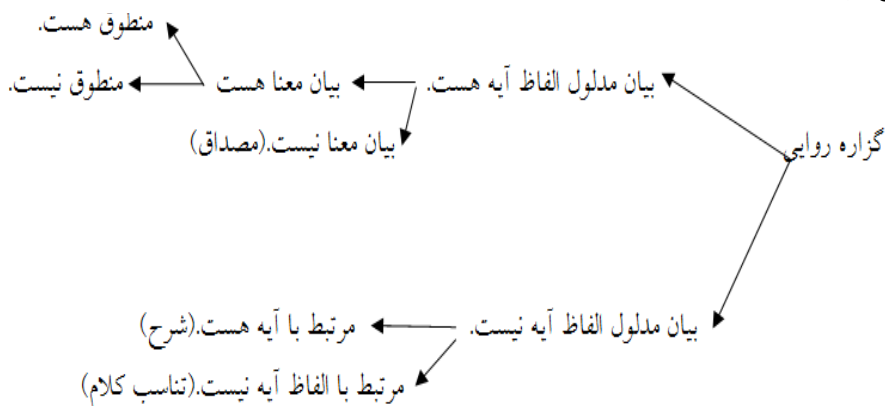 منطوق هست.
بیان مدلول الفاظ آیه هست. بیان معنا هست منطوق نیست.
بیان معنا نیست.(مصداق)
گزاره روایی
بیان مدلول الفاظ آیه نیست. مرتبط با آیه هست.(شرح)
مرتبط با الفاظ آیه نیست.(تناسب کلام)